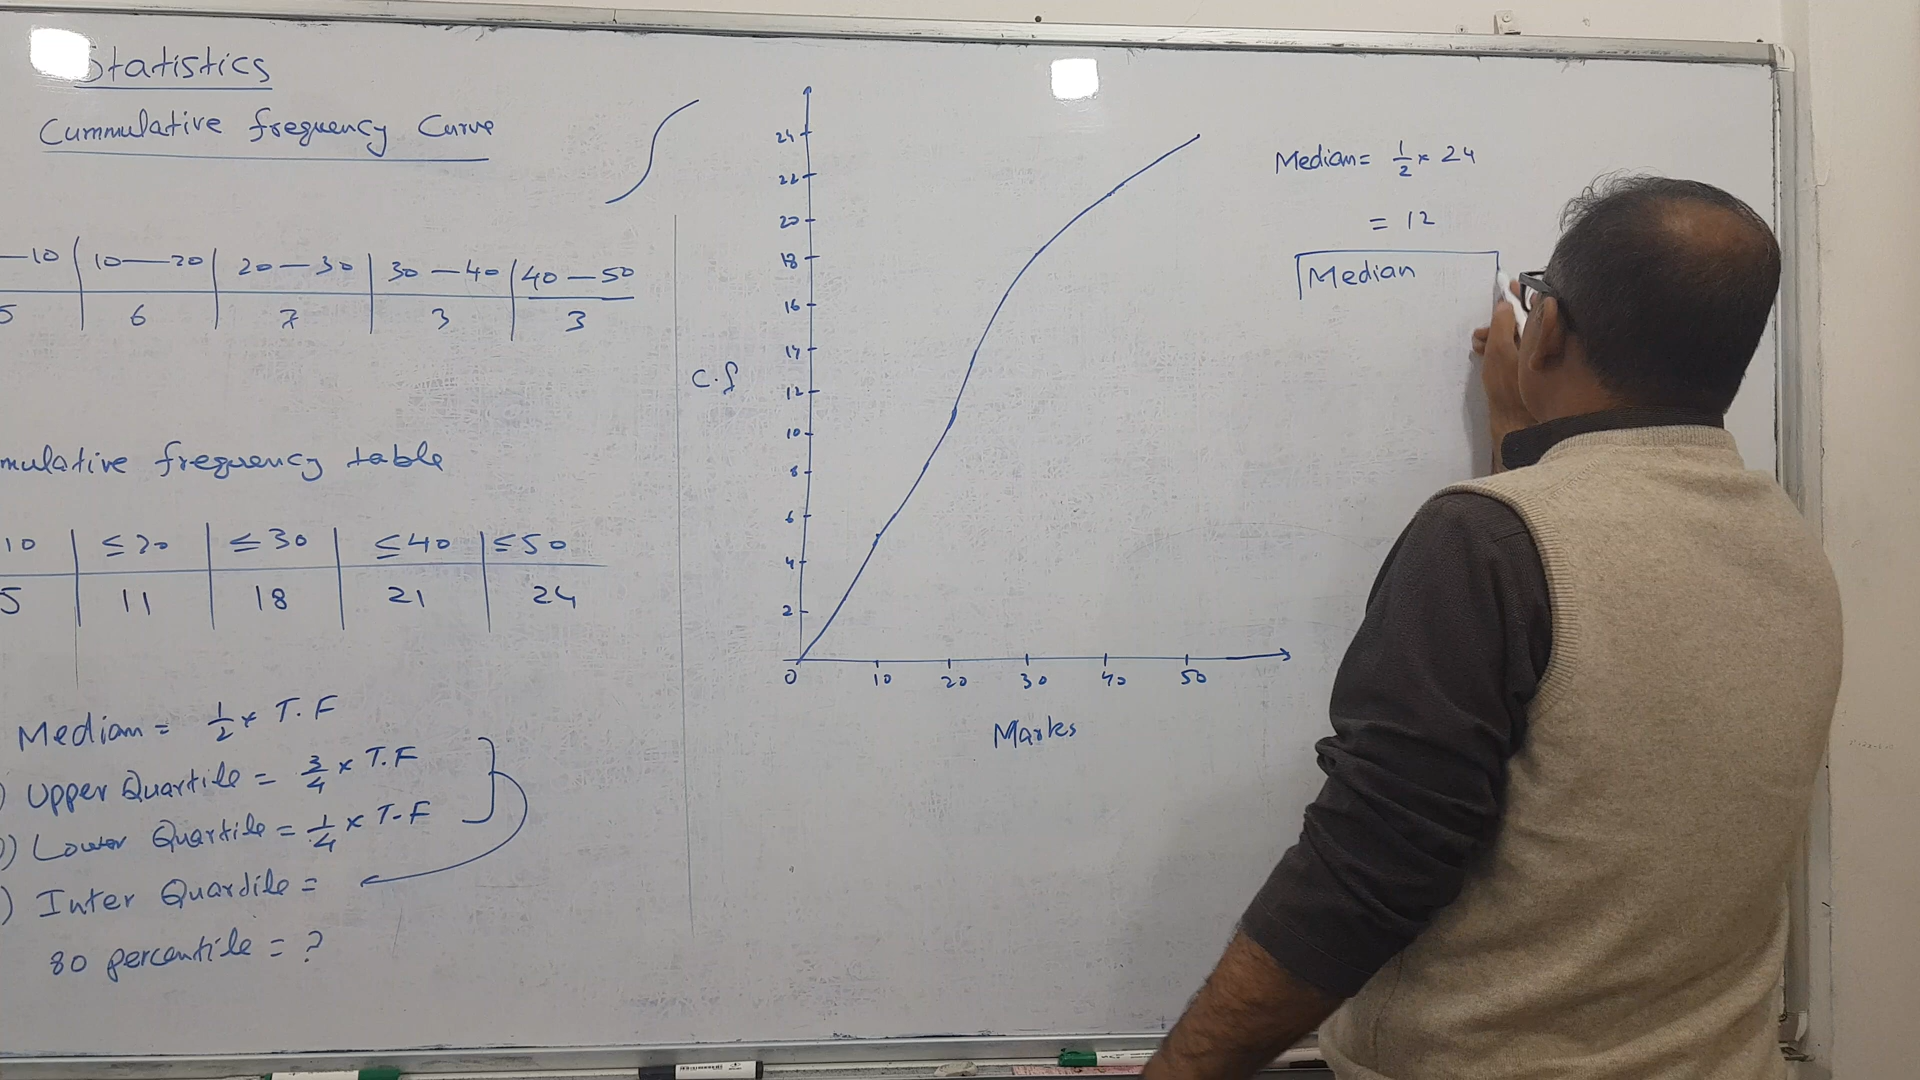 Statistics
Cummulative frequency Curve
—10 | 10—20 | 20—30 | 30—40 | 40—50
5 | 6 | 7 | 3 | 3
mulative frequency table
10 | ≤20 | ≤30 | ≤40 | ≤50
5 | 11 | 18 | 21 | 24
Median = 1/2 × T.F
) Upper Quartile = 3/4 × T.F
) Lower Quartile = 1/4 × T-F
) Inter Quardile =
80 percentile = ?
24
22
20
18
16
14
C.f
12
10
8
6
4
2
0 10 20 30 40 50
Marks
Median = 1/2 × 24
= 12
Median